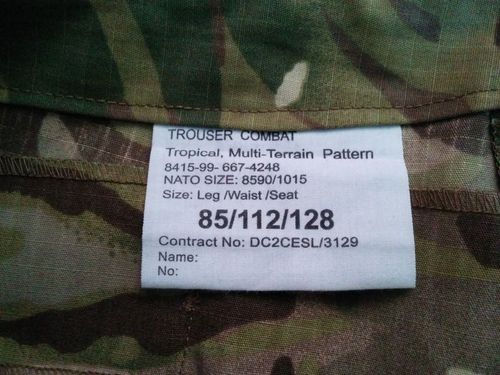 TROUSER COMBAT
Tropical, Multi-Terrain Pattern
8415-99- 667-4248
NATO SIZE: 8590/1015
Size: Leg /Waist /Seat
85/112/128
Contract No: DC2CESL/3129
Name:
No: